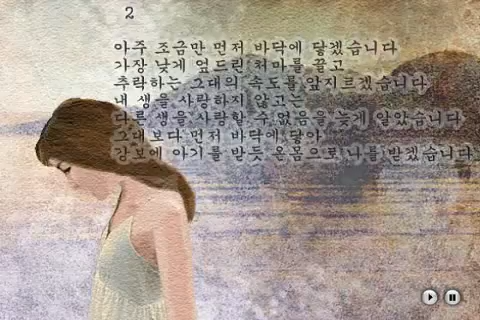 2
아주 조금만 먼저 바닥에 닿겠습니다
가장 낮게 엎드린 처마를 끌고
추락하는 그대의 속도를 앞지르겠습니다
내 생을 사랑하지 않고는
다른 생을 사랑할 수 없음을 늦게 알았습니다
그대보다 먼저 바닥에 닿아
강보에 아기를 받듯 온몸으로 나를 받겠습니다